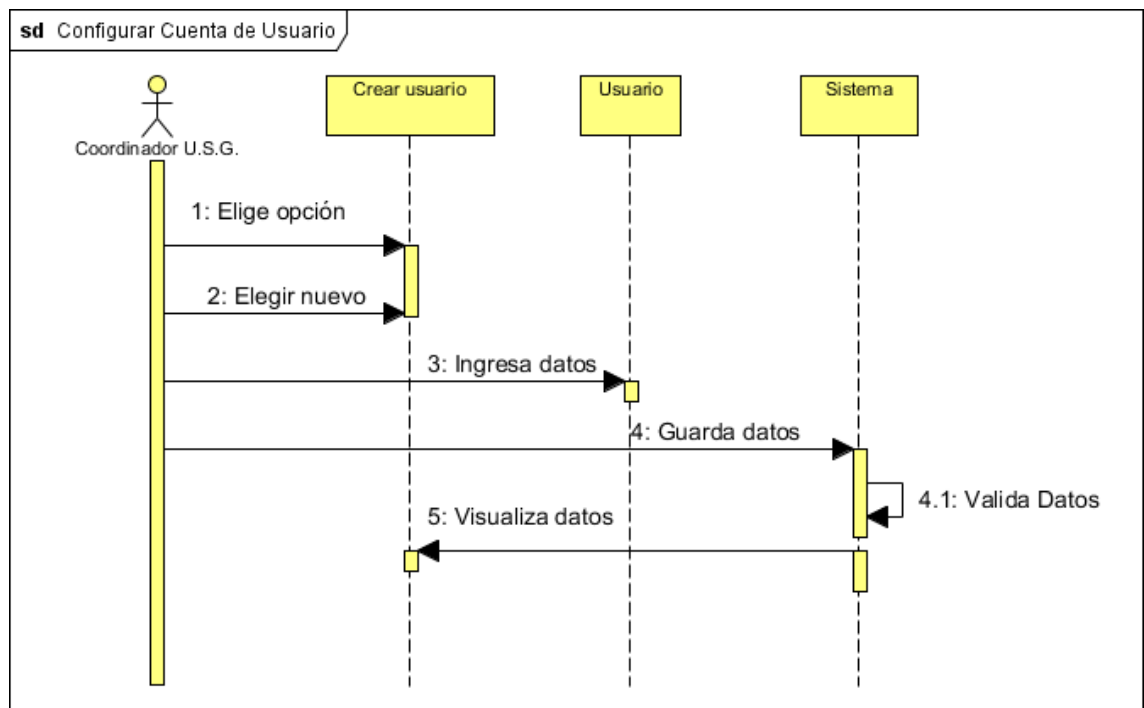 sd Configurar Cuenta de Usuario
Crear usuario
Usuario
Sistema
Coordinador U.S.G.
1: Elige opción
2: Elegir nuevo
3: Ingresa datos
4: Guarda datos
4.1: Valida Datos
5: Visualiza datos